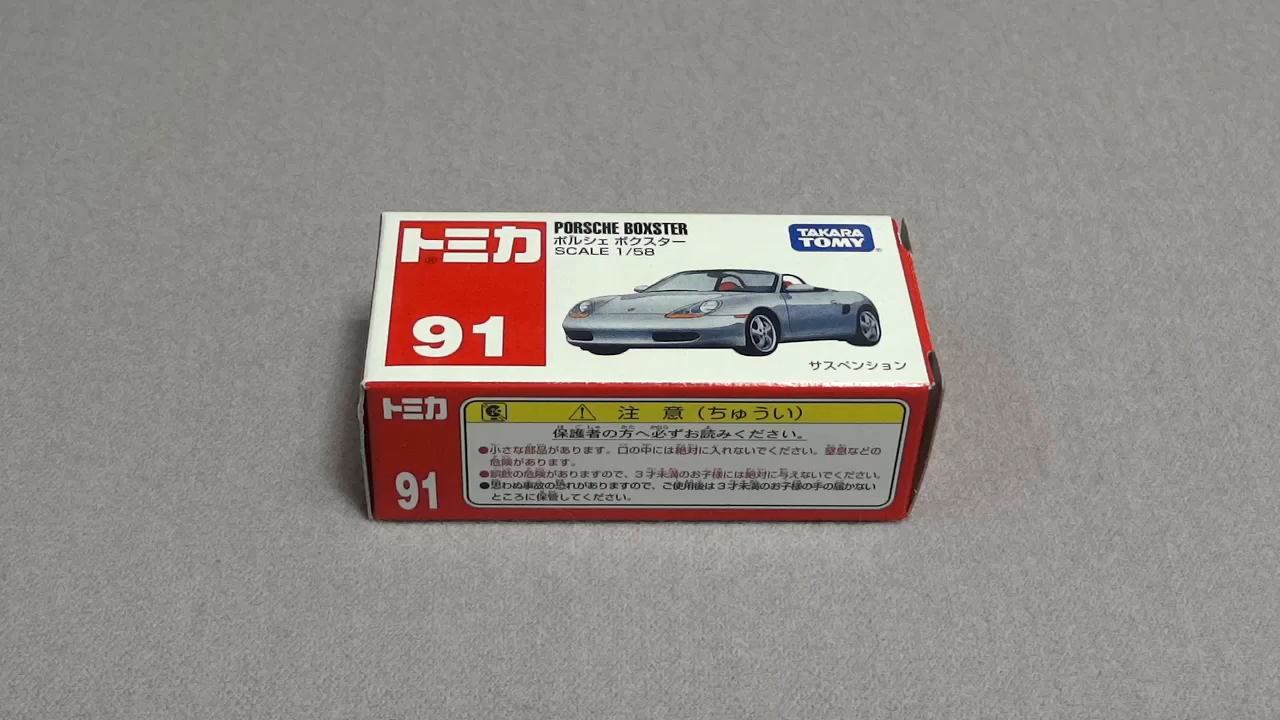 トミカ
91
PORSCHE BOXSTER
ポルシェ ボクスター
SCALE 1/58
TAKARA
TOMY
サスペンション
トミカ
91
注 意(ちゅうい)
保護者の方へ必ずお読みください。
●小さな部品があります。口の中には絶対に入れないでください。窒息などの
危険があります。
●誤飲の危険がありますので、3才未満のお子様には絶対に与えないでください。
●思わぬ事故の恐れがありますので、ご使用後は3才未満のお子様の手の届かない
ところに保管してください。